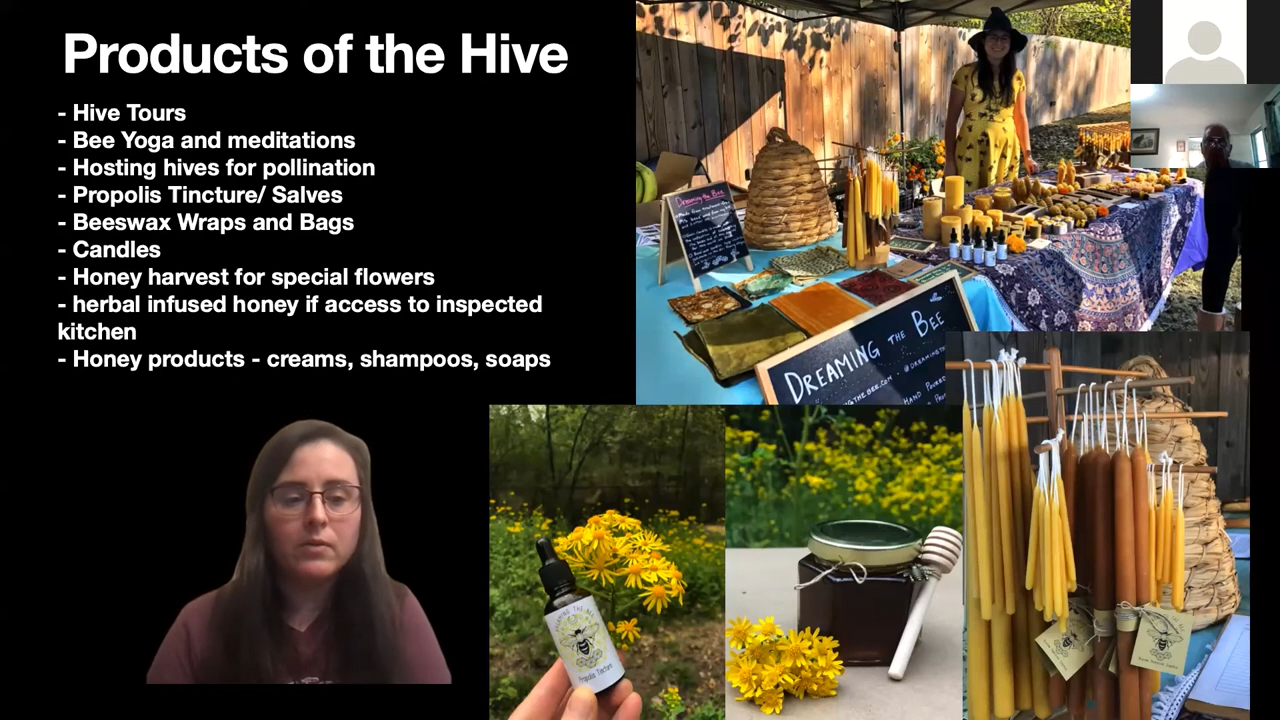 Products of the Hive
- Hive Tours
- Bee Yoga and meditations
- Hosting hives for pollination
- Propolis Tincture/ Salves
- Beeswax Wraps and Bags
- Candles
- Honey harvest for special flowers
- herbal infused honey if access to inspected
kitchen
- Honey products - creams, shampoos, soaps
Dreaming the Bee
DREAMING THE BEE
HAND POURED
Propolis Tincture